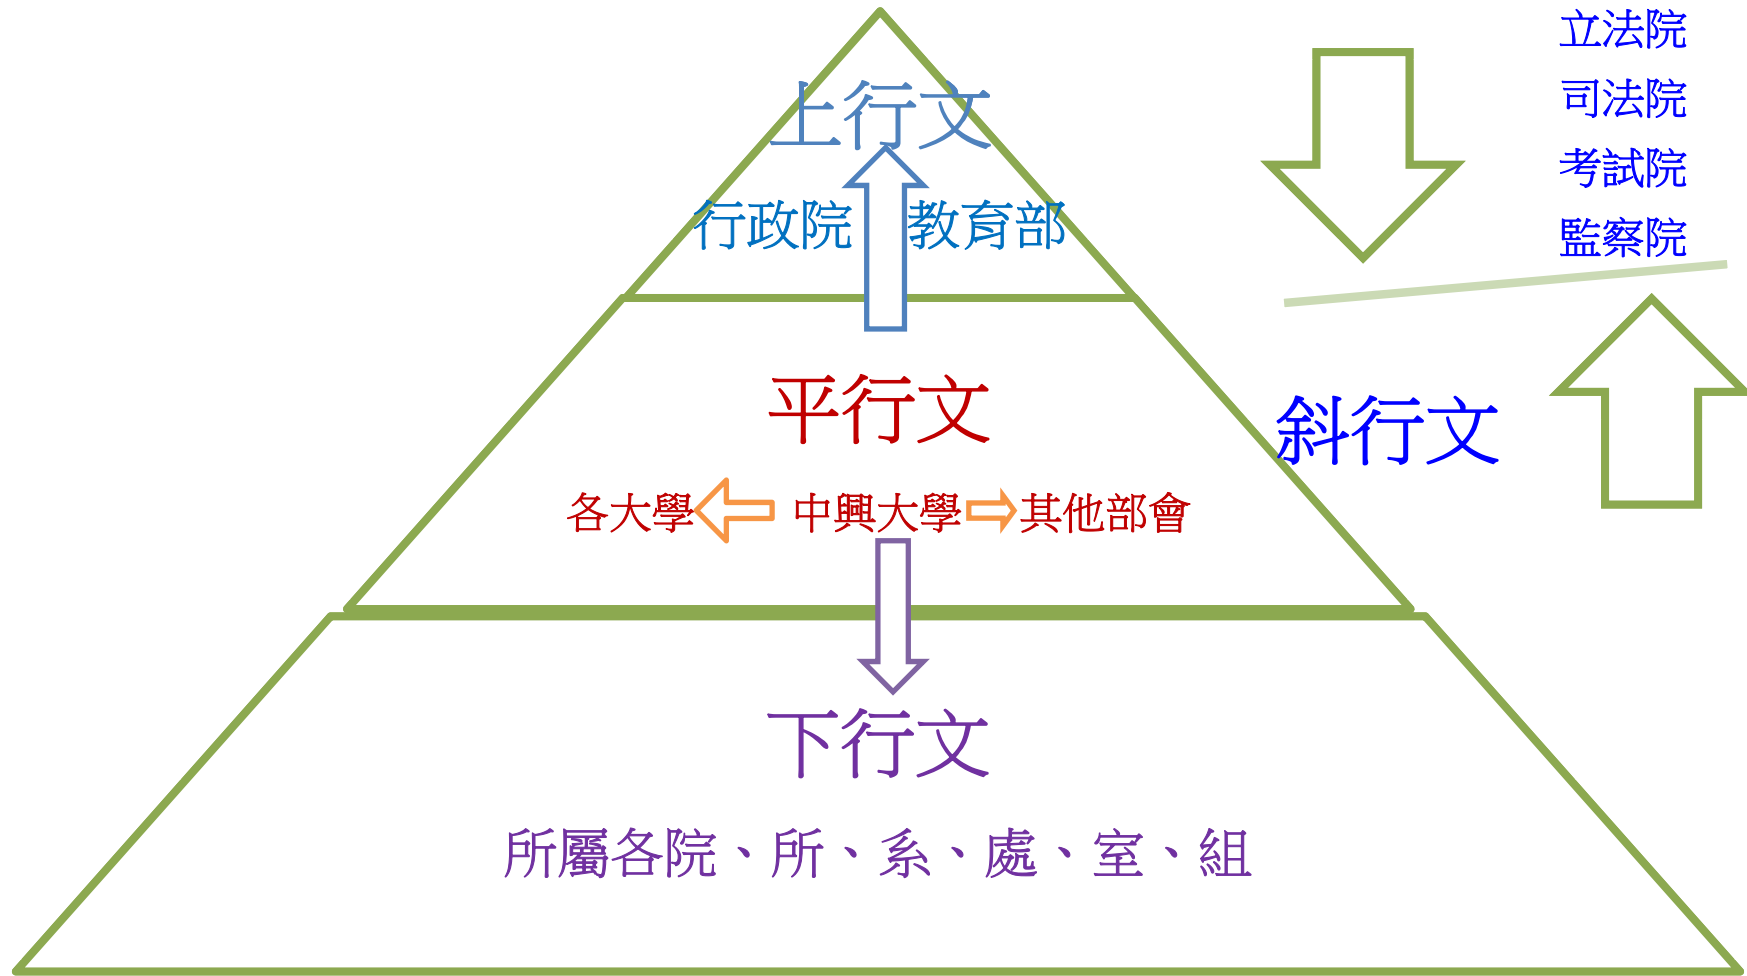 上行文
行政院 教育部
平行文
各大學 中興大學 其他部會
下行文
所屬各院、所、系、處、室、組
立法院
司法院
考試院
監察院
斜行文